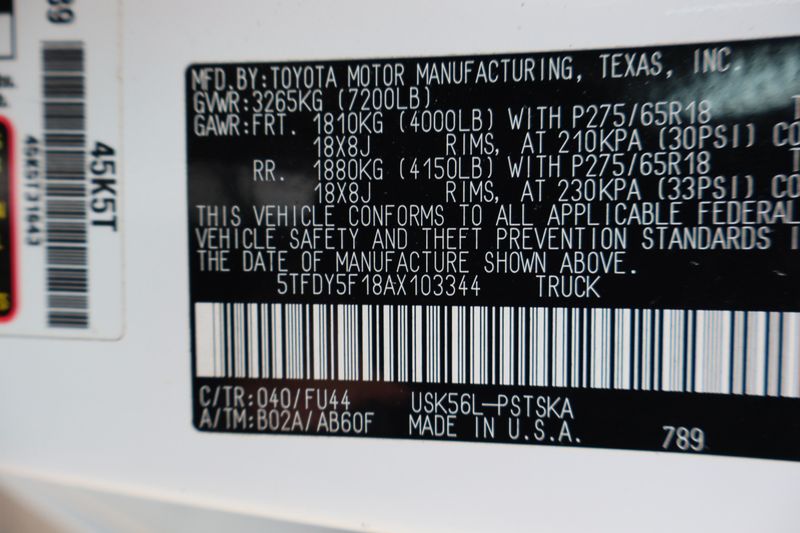 MFD.BY:TOYOTA MOTOR MANUFACTURING, TEXAS, INC.
GVWR:3265KG (7200LB)
GAWR:FRT. 1810KG (4000LB) WITH P275/65R18
18X8J RIMS, AT 210KPA (30PSI) CO
RR. 1880KG (4150LB) WITH P275/65R18
18X8J RIMS, AT 230KPA (33PSI) CO
THIS VEHICLE CONFORMS TO ALL APPLICABLE FEDERAL
VEHICLE SAFETY AND THEFT PREVENTION STANDARDS I
THE DATE OF MANUFACTURE SHOWN ABOVE.
5TFDY5F18AX103344 TRUCK
C/TR:040/FU44 USK56L-PSTSKA
A/TM:B02A/AB60F MADE IN U.S.A. 789
45K5T
45K5T31643